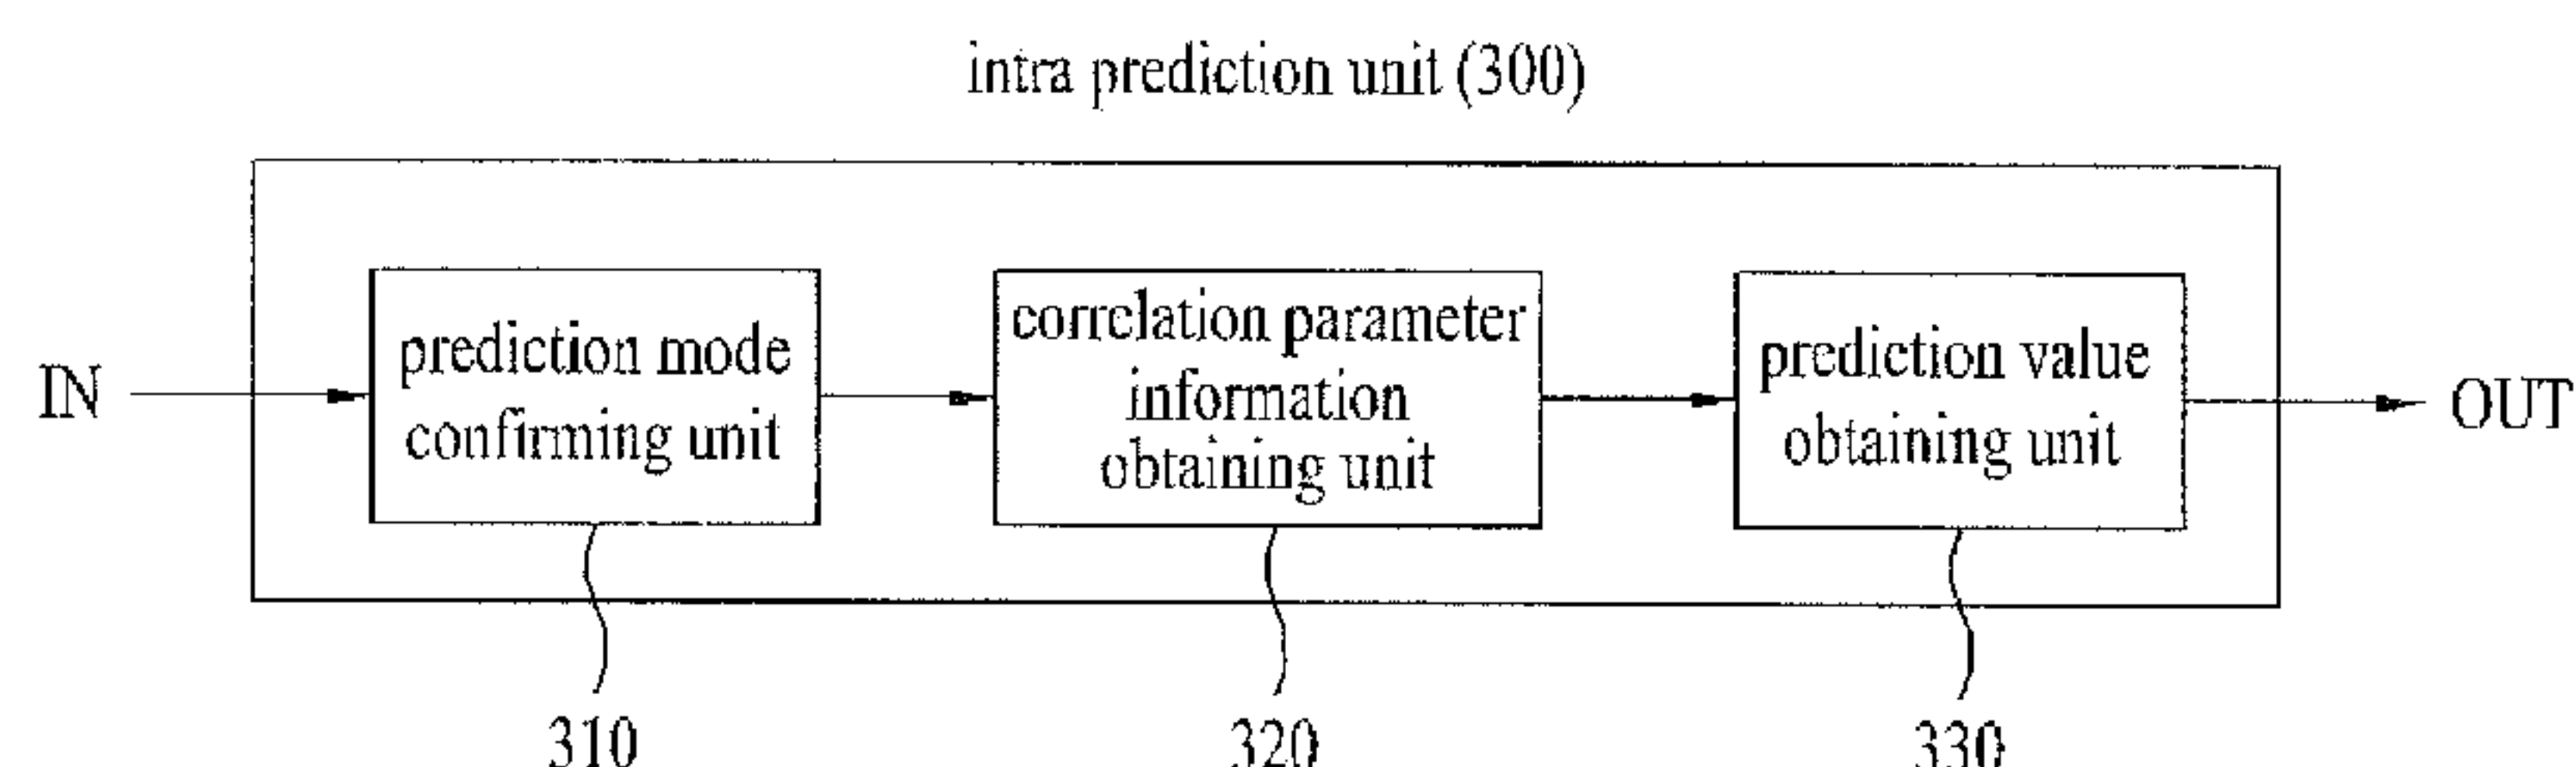 intra prediction unit (300)
IN
prediction mode
confirming unit
correlation parameter
information
obtaining unit
prediction value
obtaining unit
OUT
310
320
330